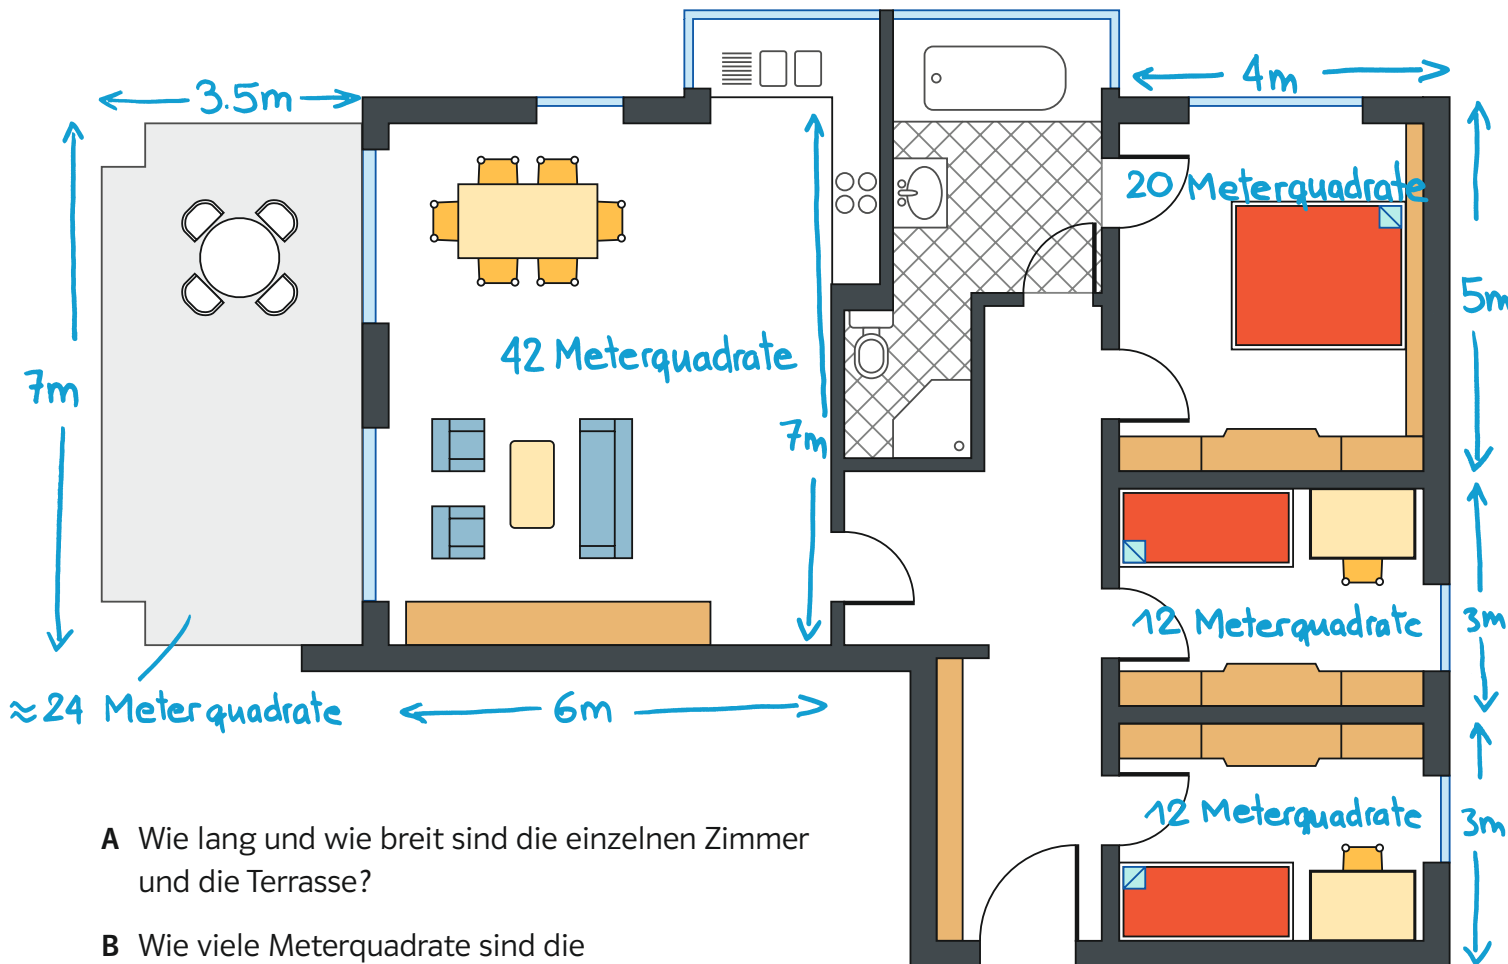 3.5m
4m
20 Meterquadrate
5m
42 Meterquadrate
7m
7m
12 Meterquadrate
3m
≈24 Meterquadrate
6m
12 Meterquadrate
3m
A Wie lang und wie breit sind die einzelnen Zimmer
und die Terrasse?
B Wie viele Meterquadrate sind die